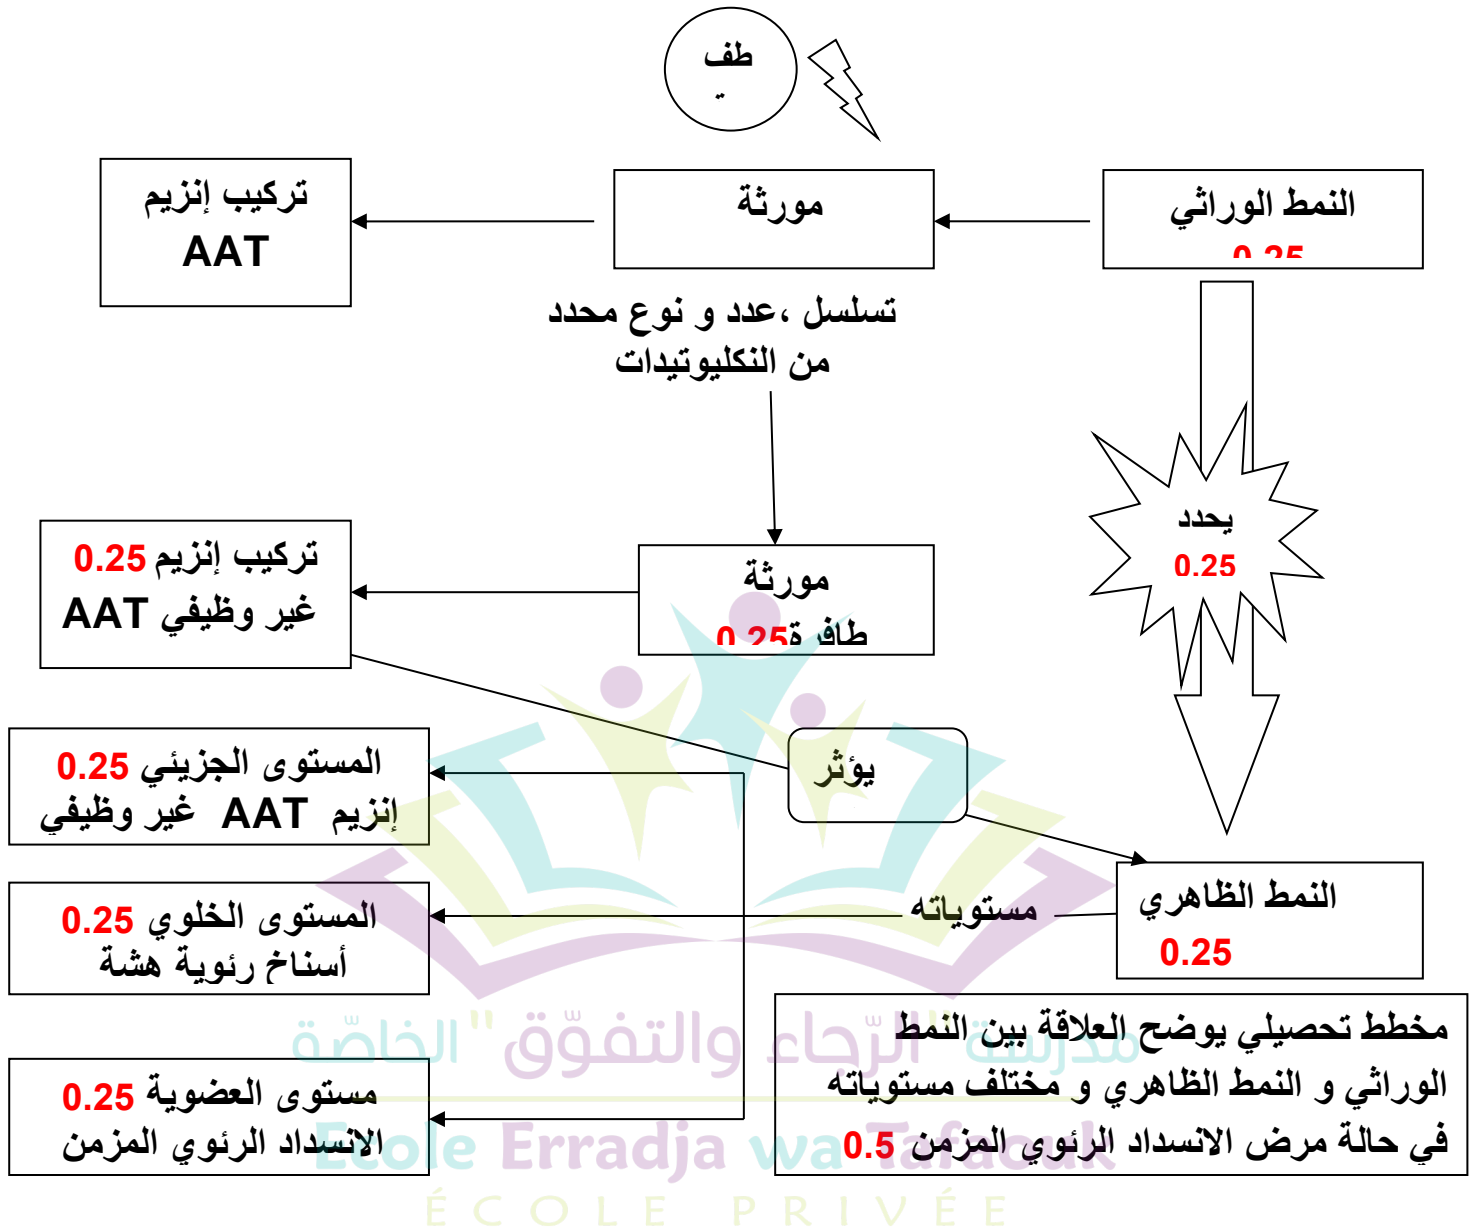 طف
النمط الوراثي
0.25
مورثة
تركيب إنزيم
AAT
تسلسل ،عدد و نوع محدد
من النكليوتيدات
يحدد
0.25
مورثة
طافرة 0.25
تركيب إنزيم 0.25
غير وظيفي AAT
يؤثر
المستوى الجزيئي 0.25
إنزيم AAT غير وظيفي
النمط الظاهري
0.25
مستوياته
المستوى الخلوي 0.25
أسناخ رئوية هشة
مستوى العضوية 0.25
الانسداد الرئوي المزمن
مخطط تحصيلي يوضح العلاقة بين النمط
الوراثي و النمط الظاهري و مختلف مستوياته
في حالة مرض الانسداد الرئوي المزمن 0.5
مدرسة "الرّجاء والتفوّق" الخاصّة
Ecole Erradja wa Tafaouk
ÉCOLE PRIVÉE